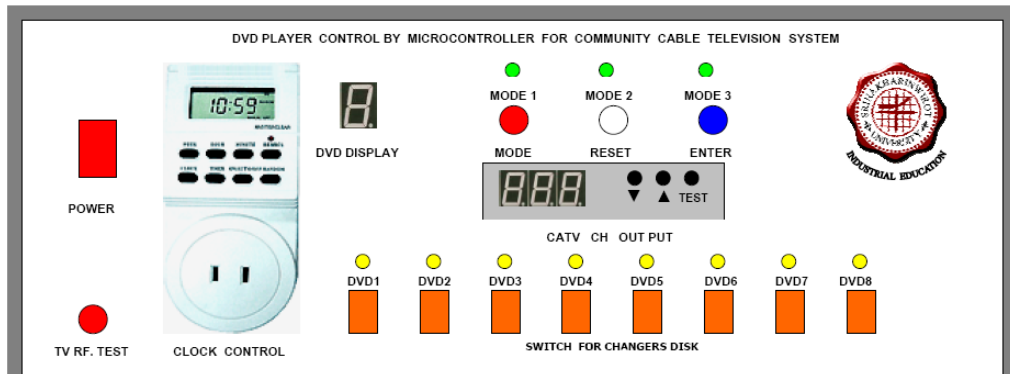 DVD PLAYER CONTROL BY MICROCONTROLLER FOR COMMUNITY CABLE TELEVISION SYSTEM
MODE 1 MODE 2 MODE 3
10:59
DVD DISPLAY
MODE RESET ENTER
SRINAKHARINWIROT UNIVERSITY
INDUSTRIAL EDUCATION
POWER
▼ ▲ TEST
CATV CH OUT PUT
DVD1 DVD2 DVD3 DVD4 DVD5 DVD6 DVD7 DVD8
TV RF. TEST
CLOCK CONTROL
SWITCH FOR CHANGERS DISK